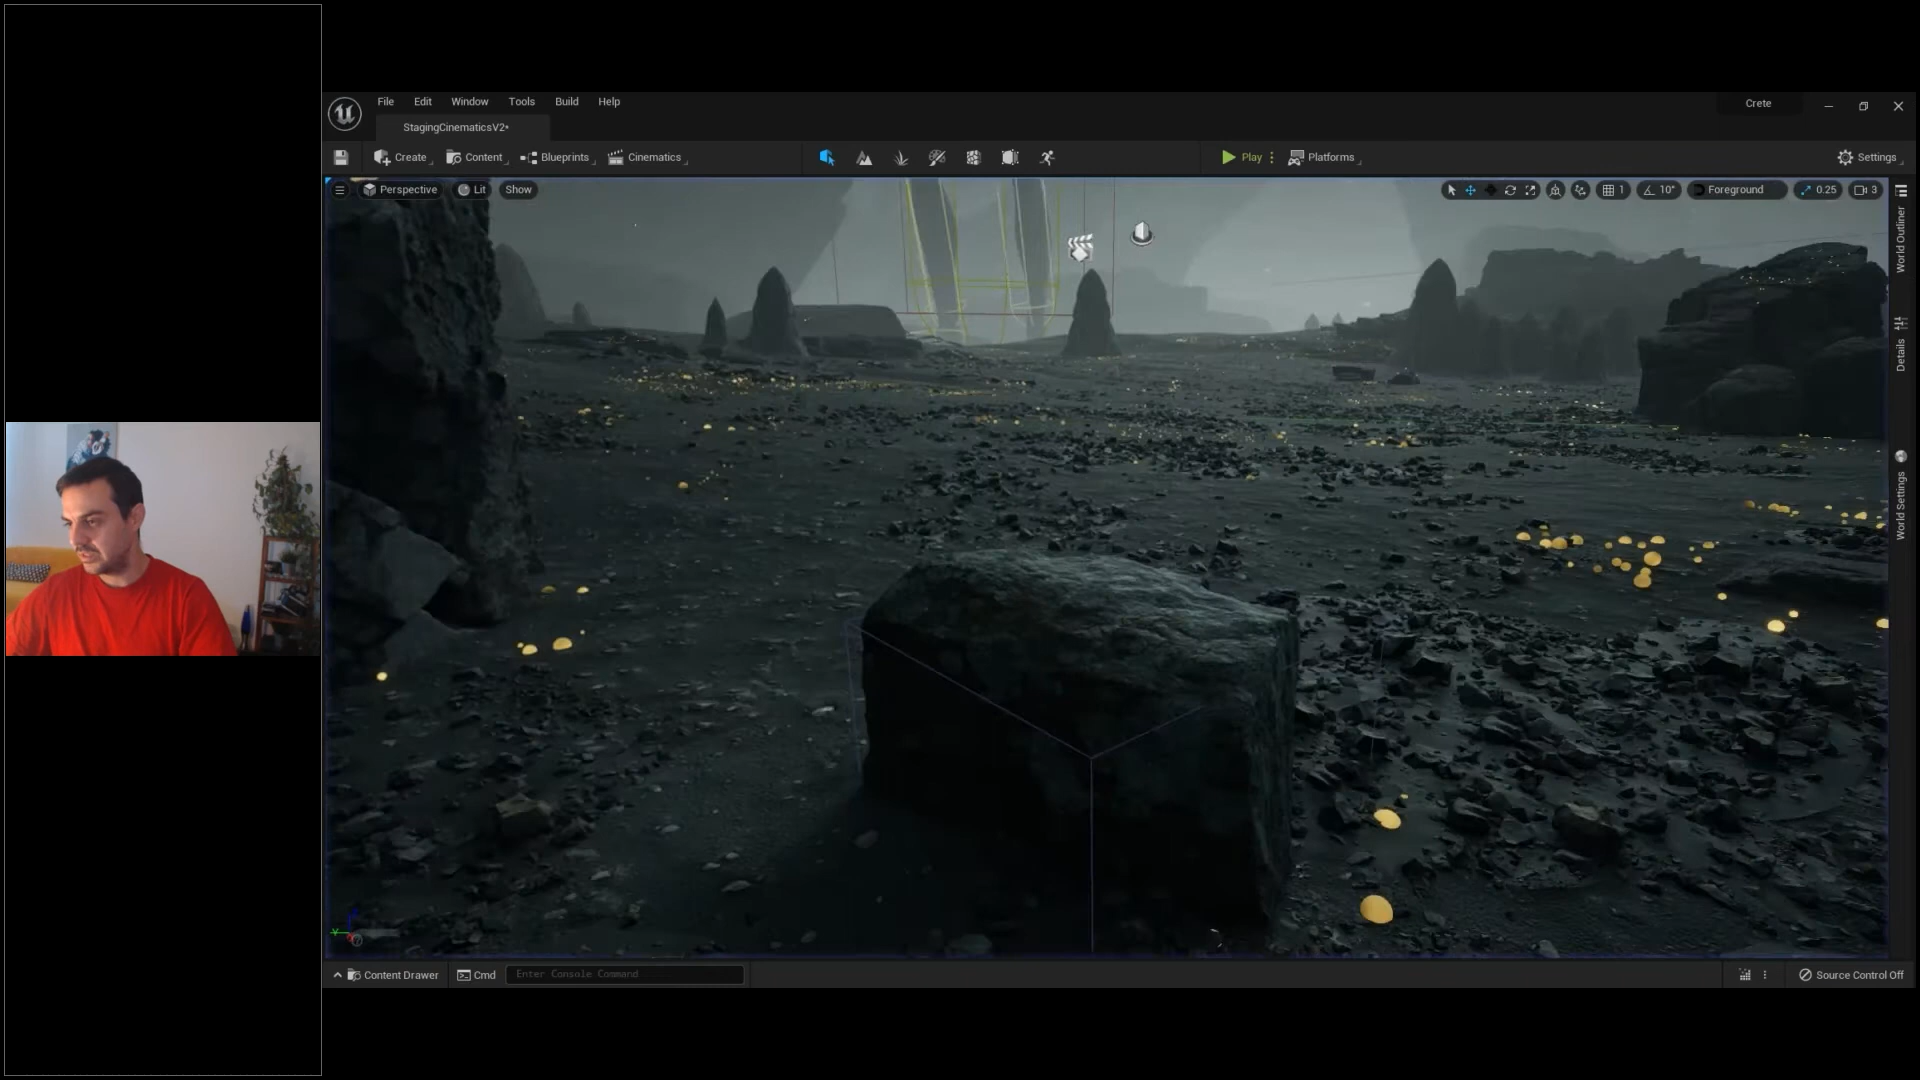 File Edit Window Tools Build Help
Crete
StagingCinematicsV2*
Create Content Blueprints Cinematics Play Platforms Settings
Perspective Lit Show 1 10° Foreground 0.25 3
World Outliner
Details
World Settings
Content Drawer Cmd Enter Console Command Source Control Off